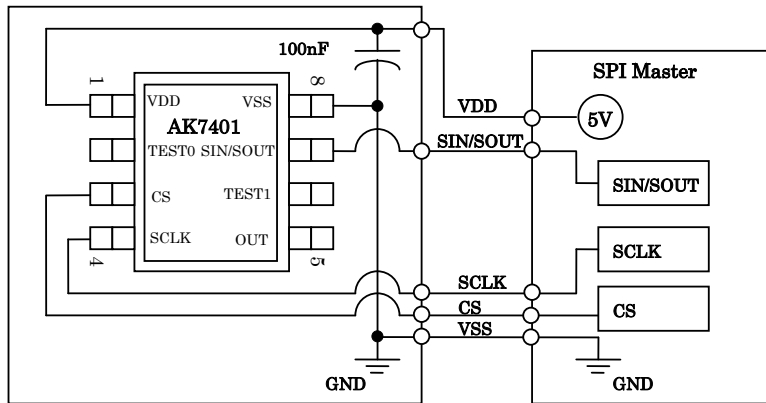 100nF
SPI Master
1
8
VDD
VSS
VDD
5V
AK7401
SIN/SOUT
TEST0
SIN/SOUT
SIN/SOUT
CS
TEST1
SCLK
OUT
SCLK
4
5
SCLK
CS
CS
VSS
GND
GND